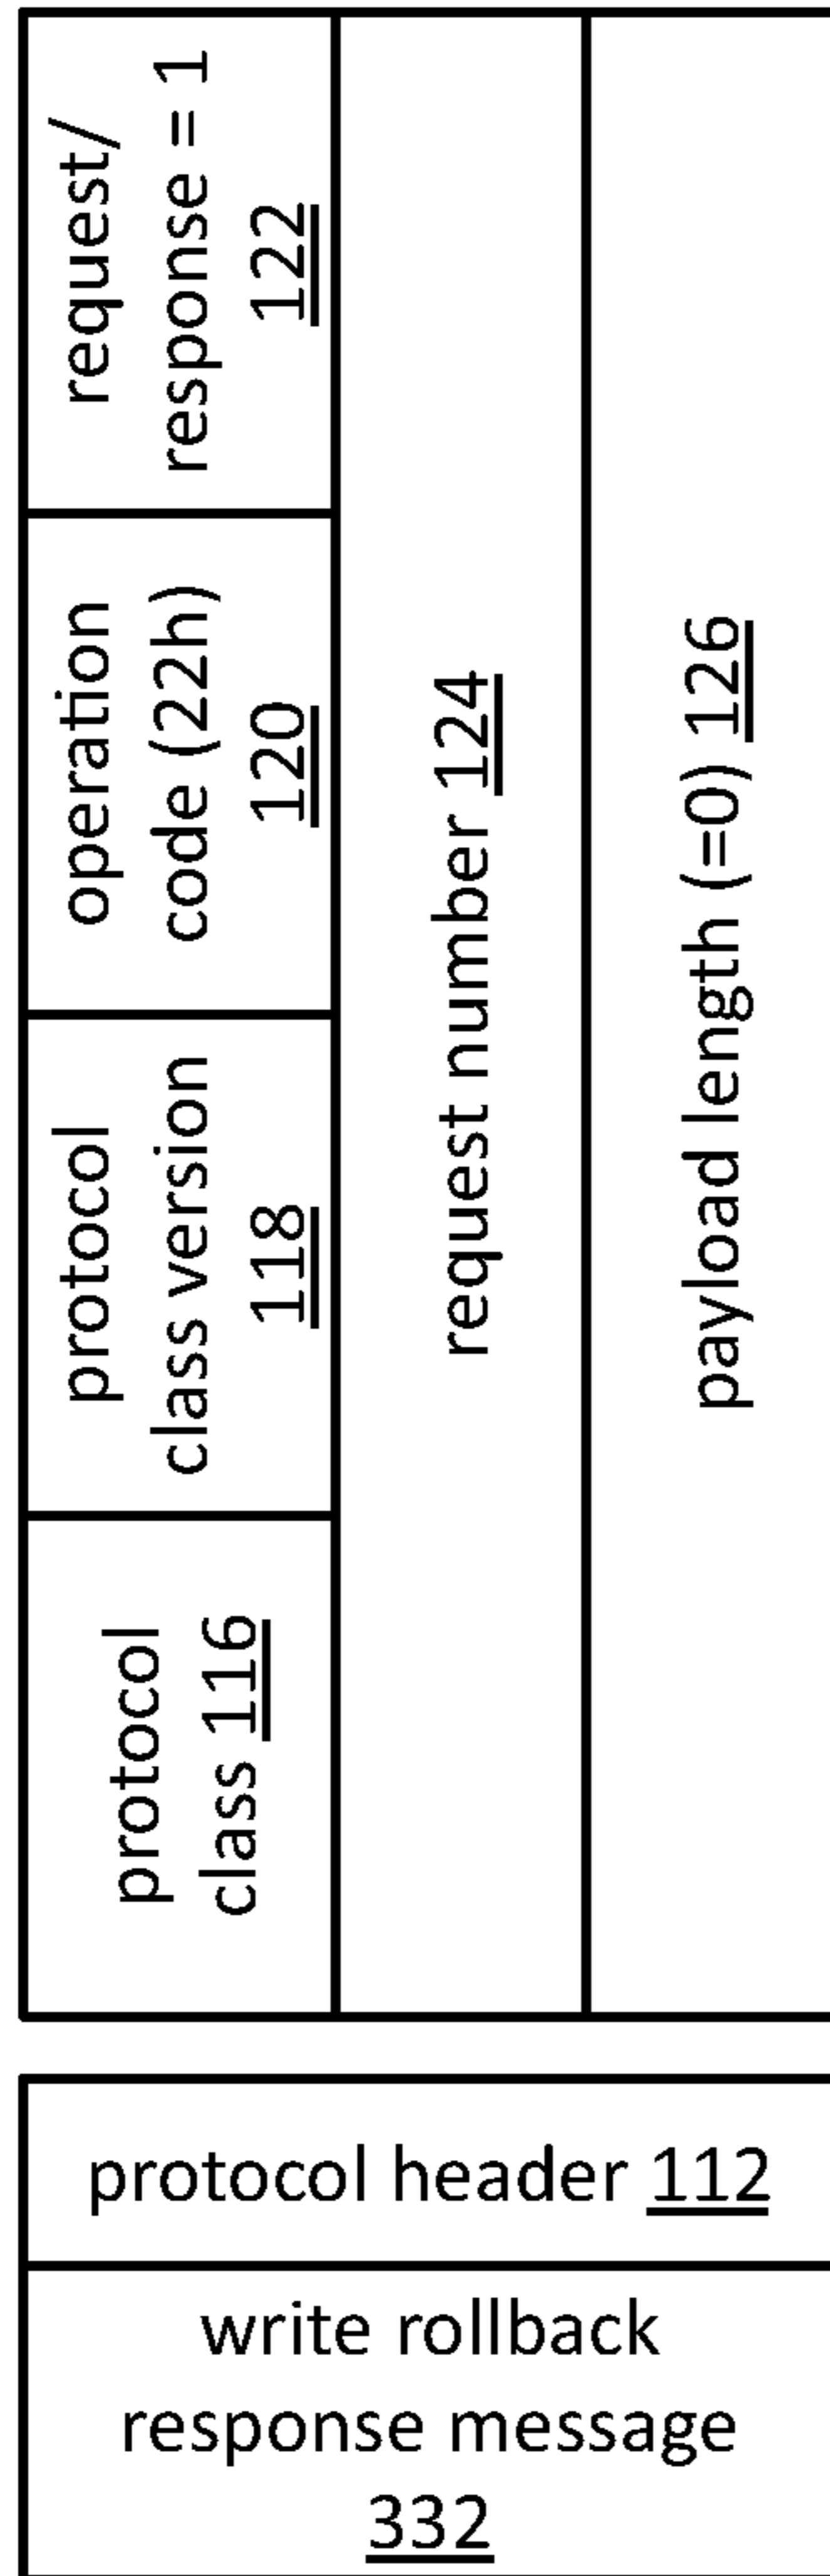 protocol
class 116
protocol
class version
118
operation
code (22h)
120
request/
response = 1
122
request number 124
payload length (=0) 126
protocol header 112
write rollback
response message
332